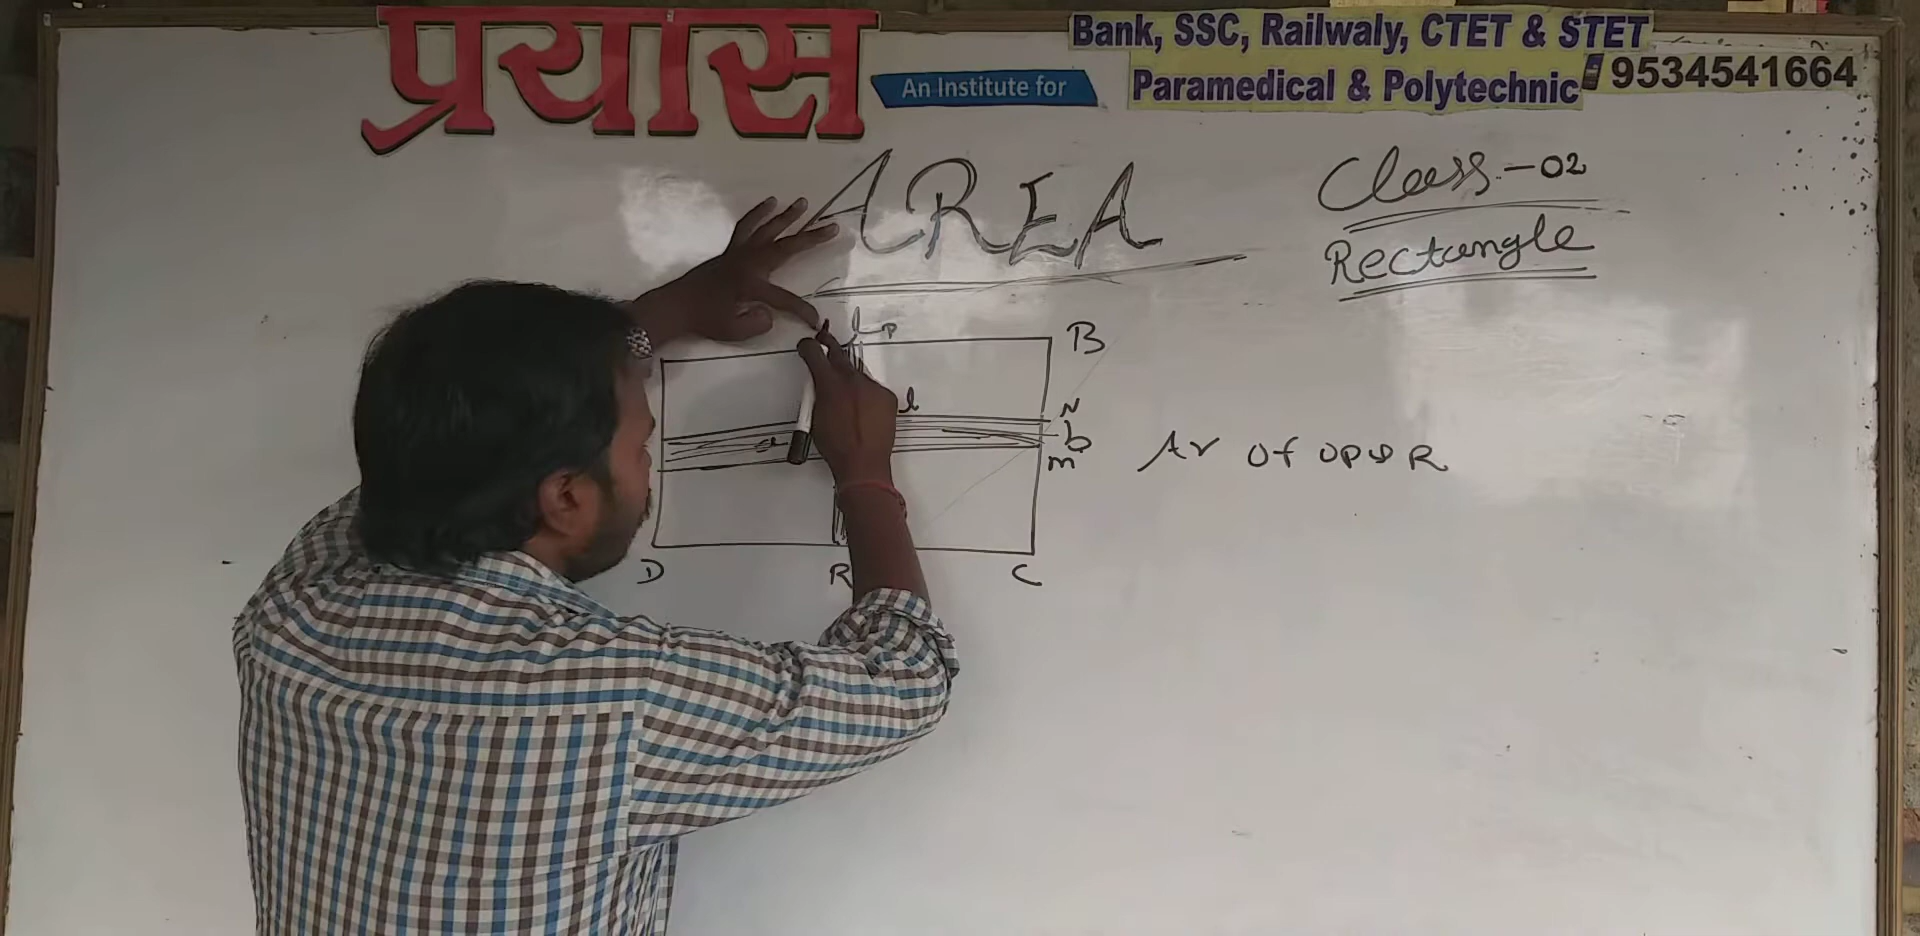 प्रयास
An Institute for
Bank, SSC, Railwaly, CTET & STET
Paramedical & Polytechnic
9534541664
AREA
Class - 02
Rectangle
P
B
l
N
b
m
D
R
C
Ar of OPQR